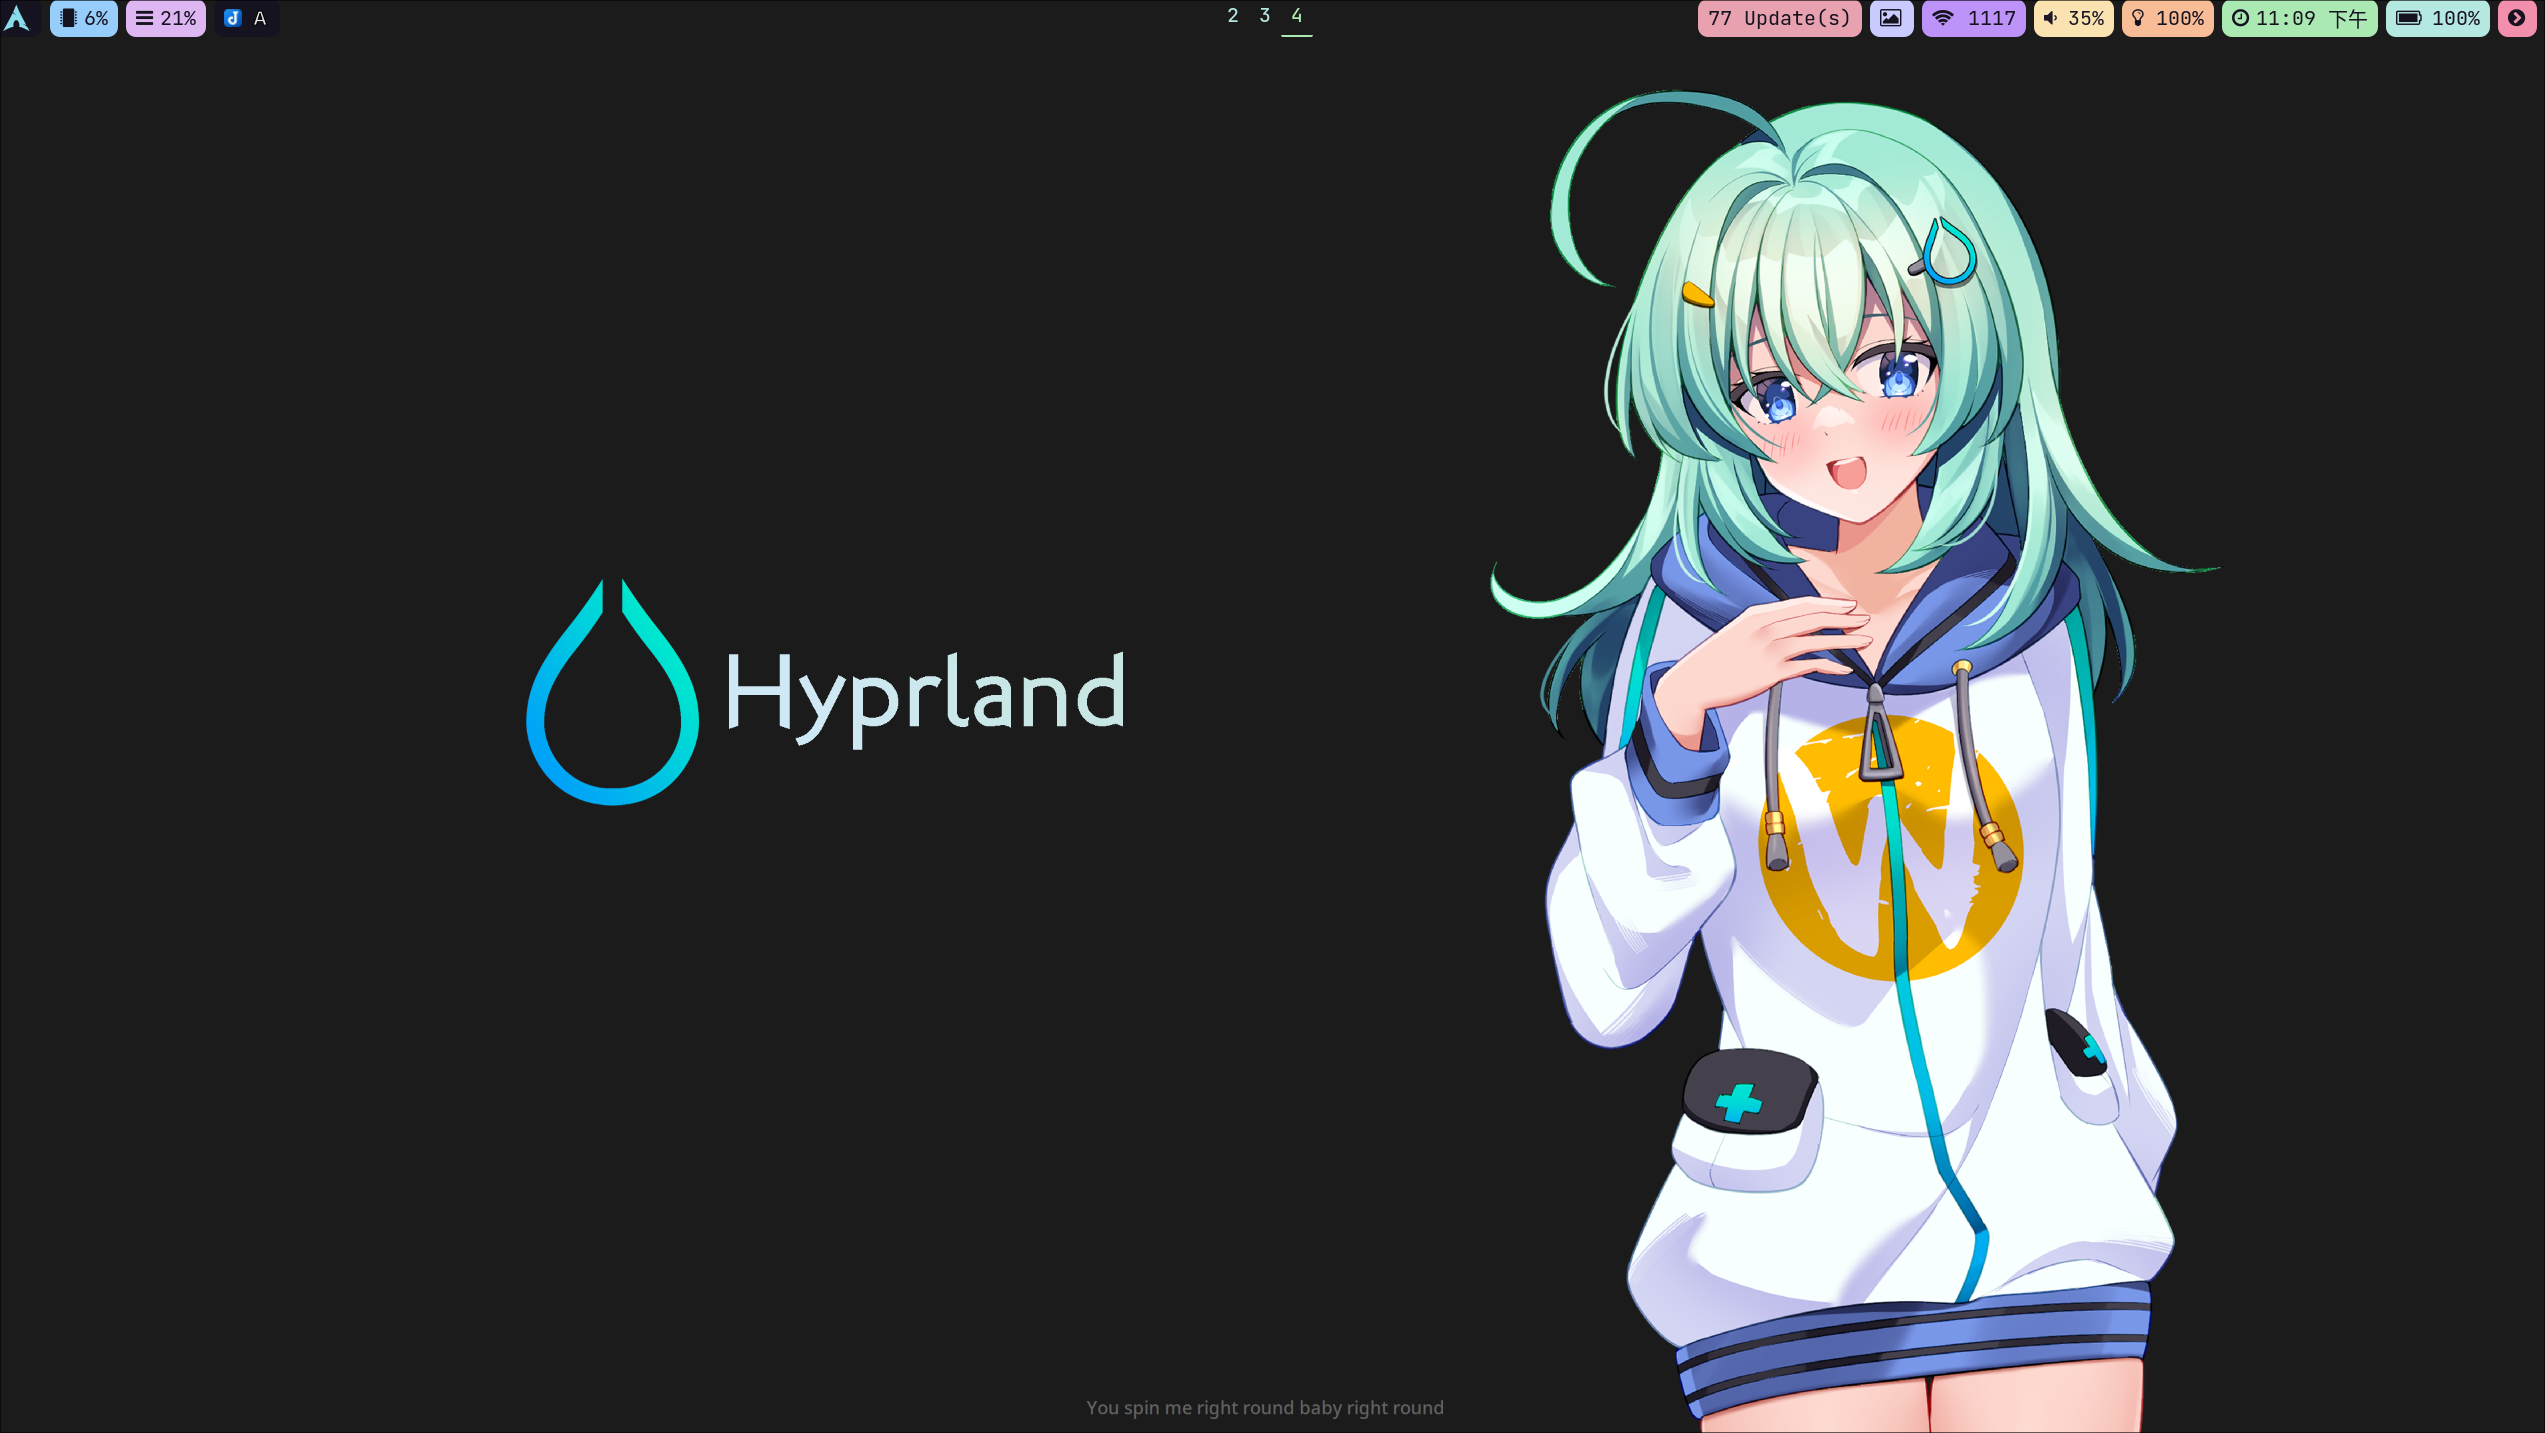 6% 21% A 2 3 4 77 Update(s) 1117 35% 100% 11:09 下午 100%
Hyprland
W
You spin me right round baby right round